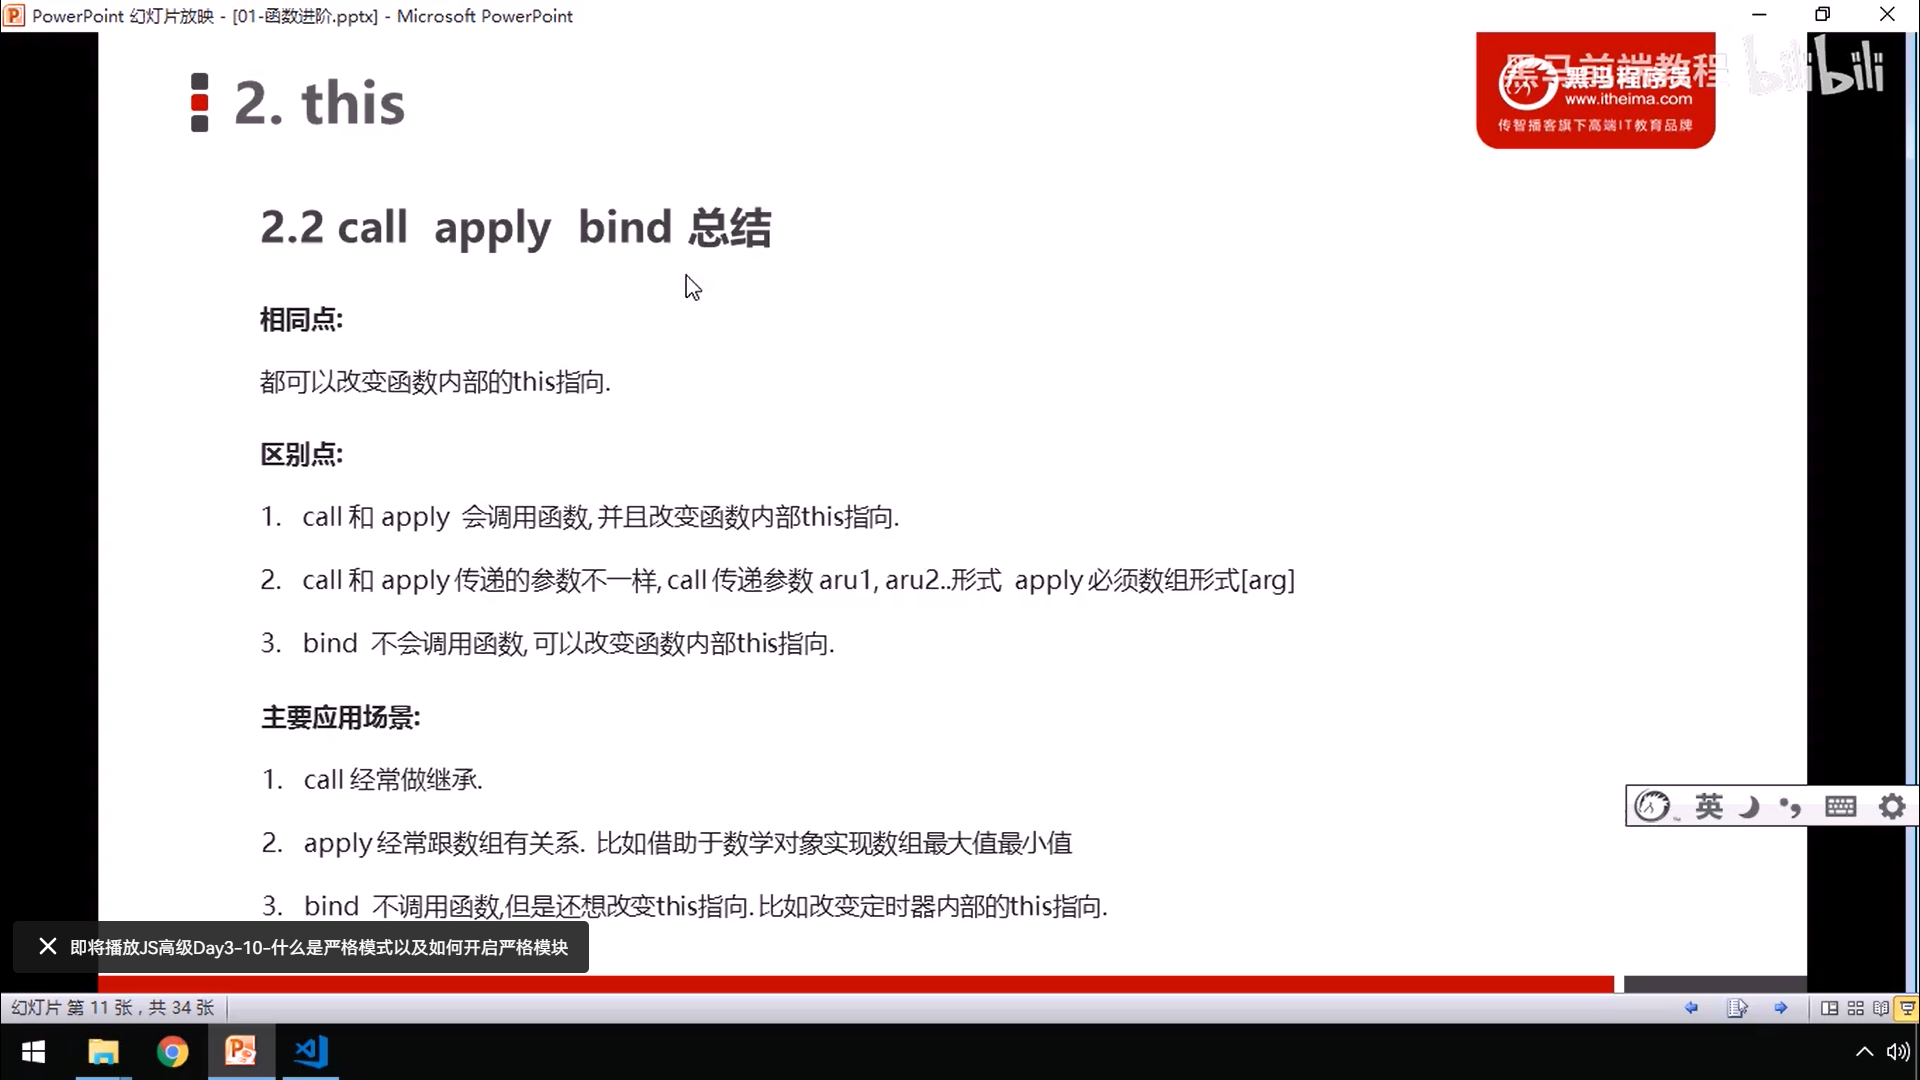 PowerPoint 幻灯片放映 - [01-函数进阶.pptx] - Microsoft PowerPoint
2. this
黑马前端教程 bilibili
黑马程序员
www.itheima.com
传智播客旗下高端IT教育品牌
2.2 call apply bind 总结
相同点:
都可以改变函数内部的this指向.
区别点:
1. call 和 apply 会调用函数, 并且改变函数内部this指向.
2. call 和 apply 传递的参数不一样, call 传递参数 aru1, aru2..形式 apply 必须数组形式[arg]
3. bind 不会调用函数, 可以改变函数内部this指向.
主要应用场景:
1. call 经常做继承.
2. apply 经常跟数组有关系. 比如借助于数学对象实现数组最大值最小值
3. bind 不调用函数,但是还想改变this指向. 比如改变定时器内部的this指向.
英
即将播放JS高级Day3-10-什么是严格模式以及如何开启严格模块
幻灯片 第 11 张 , 共 34 张